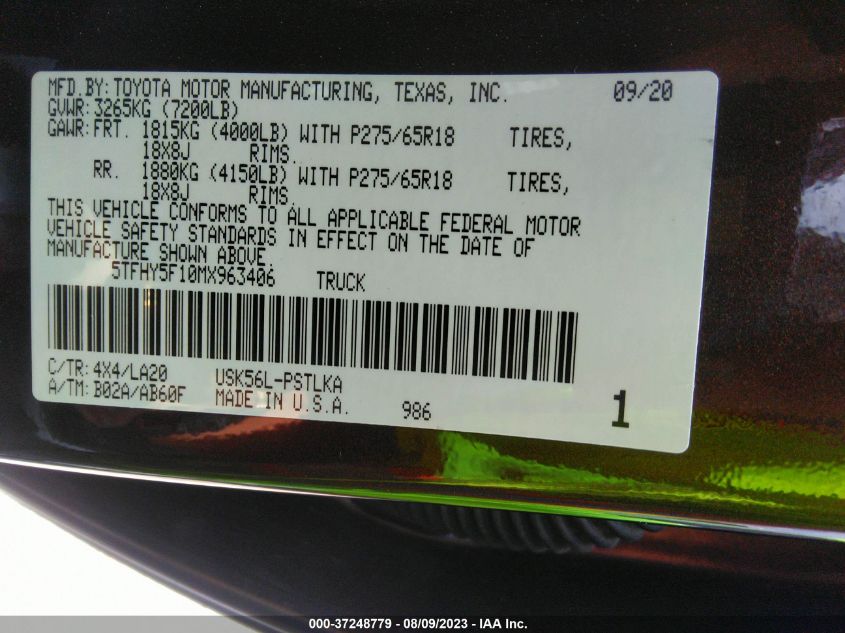 MFD.BY: TOYOTA MOTOR MANUFACTURING, TEXAS, INC. 09/20
GVWR: 3265KG (7200LB)
GAWR: FRT. 1815KG (4000LB) WITH P275/65R18 TIRES,
18X8J RIMS.
RR. 1880KG (4150LB) WITH P275/65R18 TIRES,
18X8J RIMS.
THIS VEHICLE CONFORMS TO ALL APPLICABLE FEDERAL MOTOR
VEHICLE SAFETY STANDARDS IN EFFECT ON THE DATE OF
MANUFACTURE SHOWN ABOVE.
5TFHY5F10MX963406 TRUCK
C/TR: 4X4/LA20 USK56L-PSTLKA
A/TM: B02A/AB60F MADE IN U.S.A. 986 1
000-37248779 - 08/09/2023 - IAA Inc.